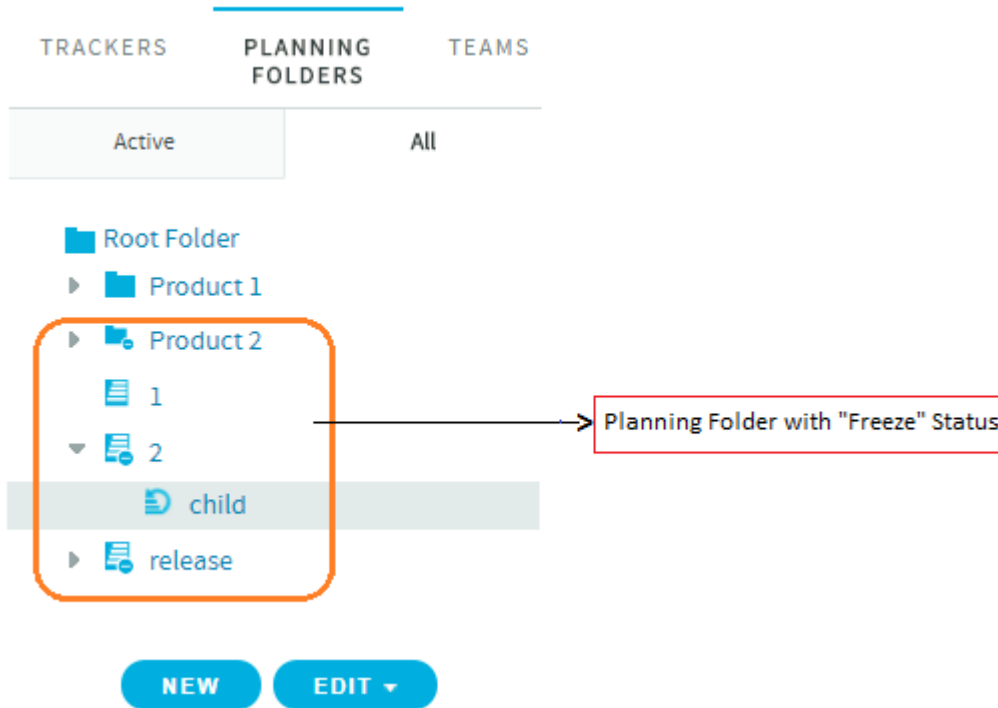 TRACKERS
PLANNING
FOLDERS
TEAMS
Active
All
Root Folder
Product 1
Product 2
1
2
child
release
Planning Folder with "Freeze" Status
NEW
EDIT